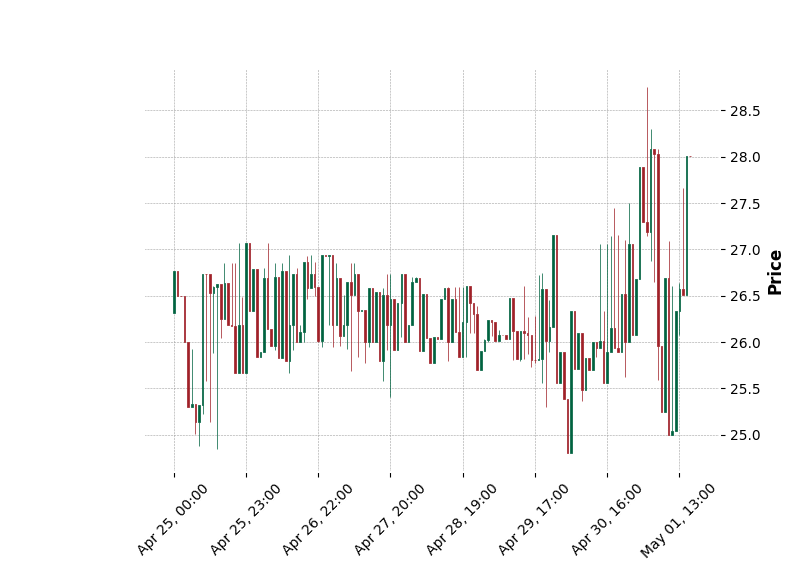 28.5
28.0
27.5
27.0
26.5
26.0
25.5
25.0
Price
Apr 25, 00:00
Apr 25, 23:00
Apr 26, 22:00
Apr 27, 20:00
Apr 28, 19:00
Apr 29, 17:00
Apr 30, 16:00
May 01, 13:00